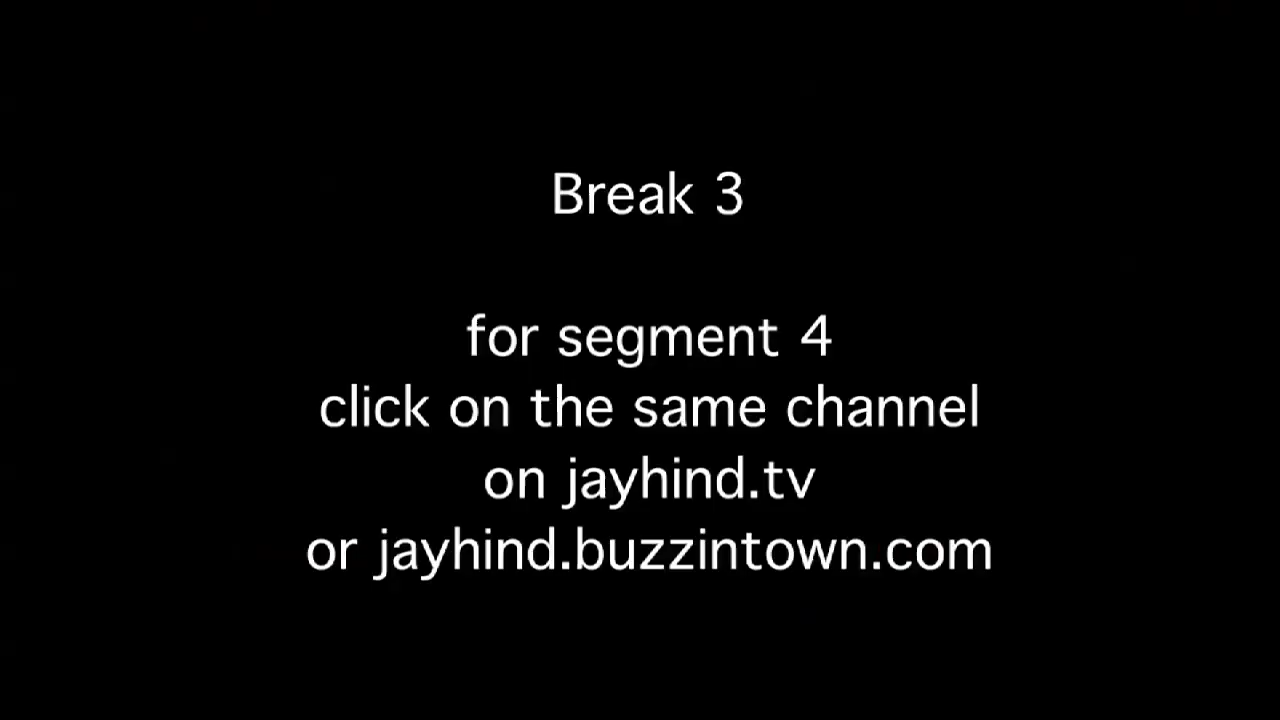 Break 3
for segment 4
click on the same channel
on jayhind.tv
or jayhind.buzzintown.com